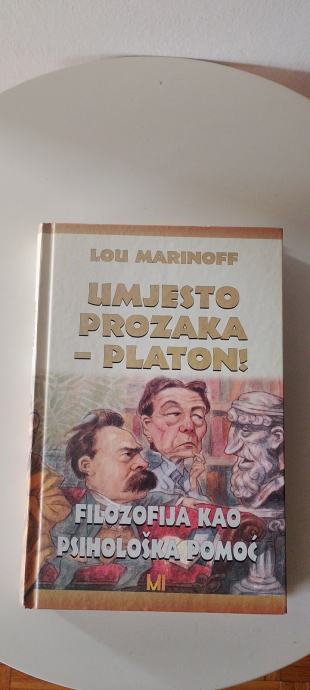 LOU MARINOFF
UMJESTO
PROZAKA
– PLATON!
FILOZOFIJA KAO
PSIHOLOŠKA POMOĆ
MI